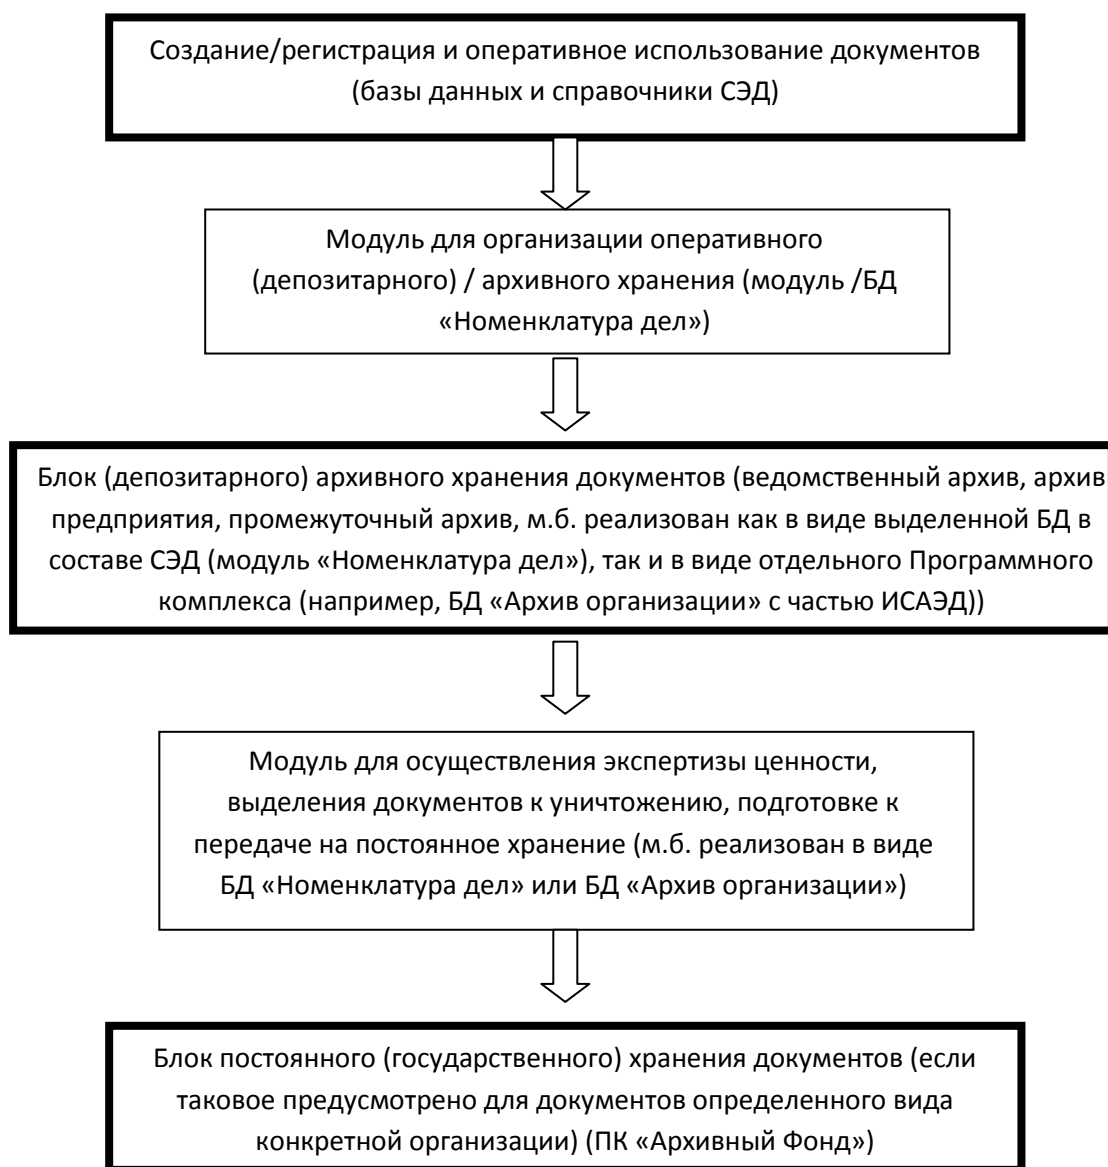 Создание/регистрация и оперативное использование документов
(базы данных и справочники СЭД)
Модуль для организации оперативного
(депозитарного) / архивного хранения (модуль /БД
«Номенклатура дел»)
Блок (депозитарного) архивного хранения документов (ведомственный архив, архив
предприятия, промежуточный архив, м.б. реализован как в виде выделенной БД в
составе СЭД (модуль «Номенклатура дел»), так и в виде отдельного Программного
комплекса (например, БД «Архив организации» с частью ИСАЭД))
Модуль для осуществления экспертизы ценности,
выделения документов к уничтожению, подготовке к
передаче на постоянное хранение (м.б. реализован в виде
БД «Номенклатура дел» или БД «Архив организации»)
Блок постоянного (государственного) хранения документов (если
таковое предусмотрено для документов определенного вида
конкретной организации) (ПК «Архивный Фонд»)